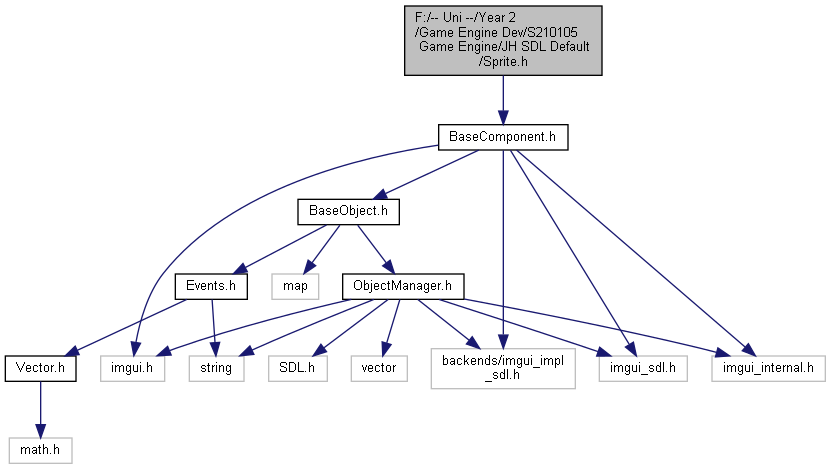 F:/-- Uni --/Year 2
/Game Engine Dev/S210105
Game Engine/JH SDL Default
/Sprite.h
BaseComponent.h
BaseObject.h
Events.h
map
ObjectManager.h
Vector.h
imgui.h
string
SDL.h
vector
backends/imgui_impl
_sdl.h
imgui_sdl.h
imgui_internal.h
math.h